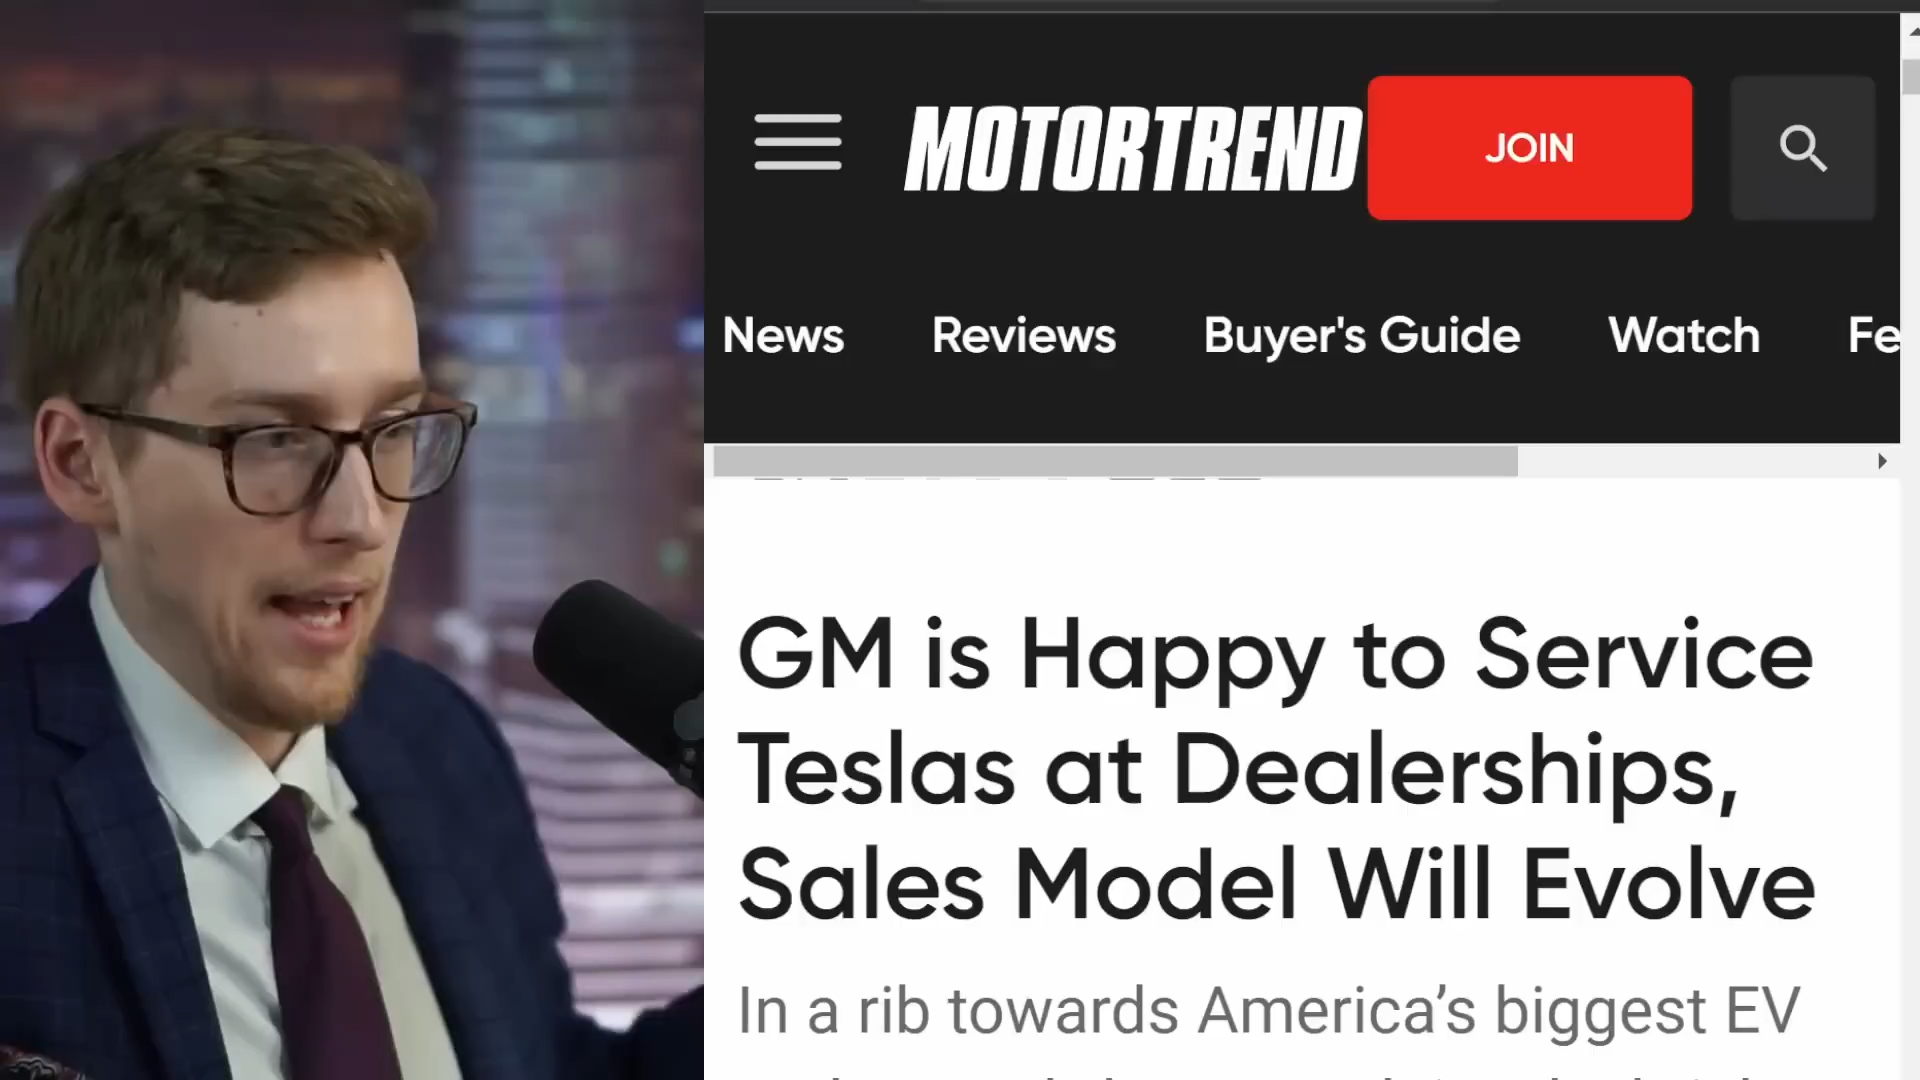 MOTORTREND
JOIN
News Reviews Buyer's Guide Watch Fe
GM is Happy to Service
Teslas at Dealerships,
Sales Model Will Evolve
In a rib towards America’s biggest EV